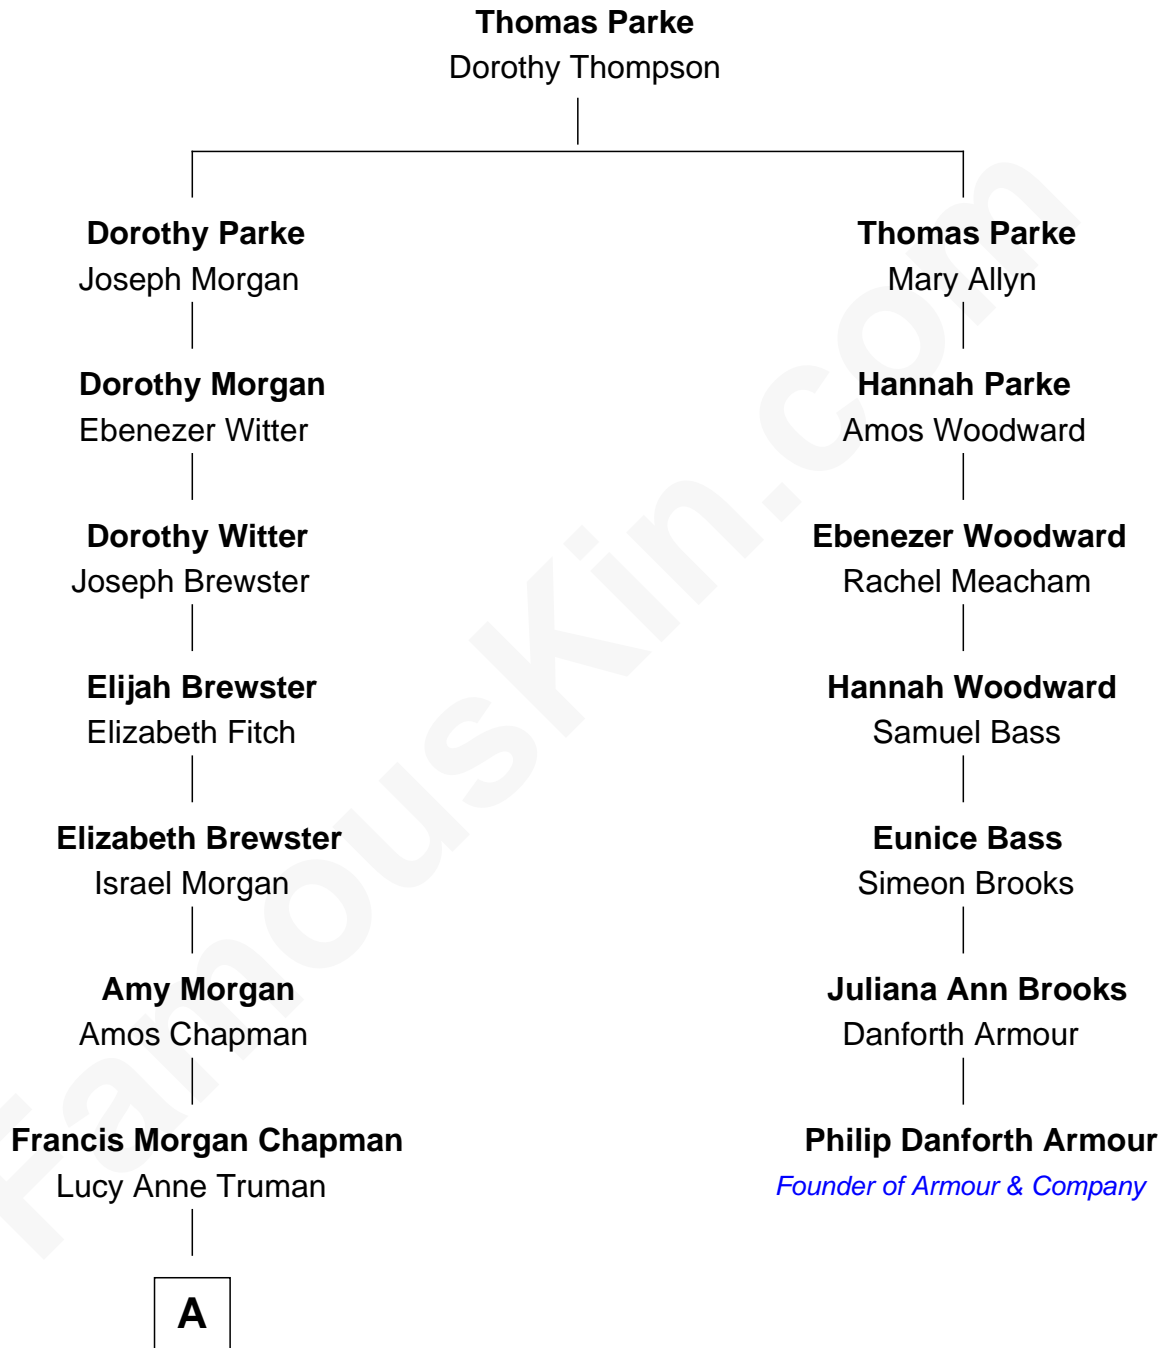 Thomas Parke
Dorothy Thompson
Dorothy Parke
Joseph Morgan
Thomas Parke
Mary Allyn
Dorothy Morgan
Ebenezer Witter
Hannah Parke
Amos Woodward
Dorothy Witter
Joseph Brewster
Ebenezer Woodward
Rachel Meacham
Elijah Brewster
Elizabeth Fitch
Hannah Woodward
Samuel Bass
Elizabeth Brewster
Israel Morgan
Eunice Bass
Simeon Brooks
Amy Morgan
Amos Chapman
Juliana Ann Brooks
Danforth Armour
Francis Morgan Chapman
Lucy Anne Truman
Philip Danforth Armour
Founder of Armour & Company
A
FamousKin.com